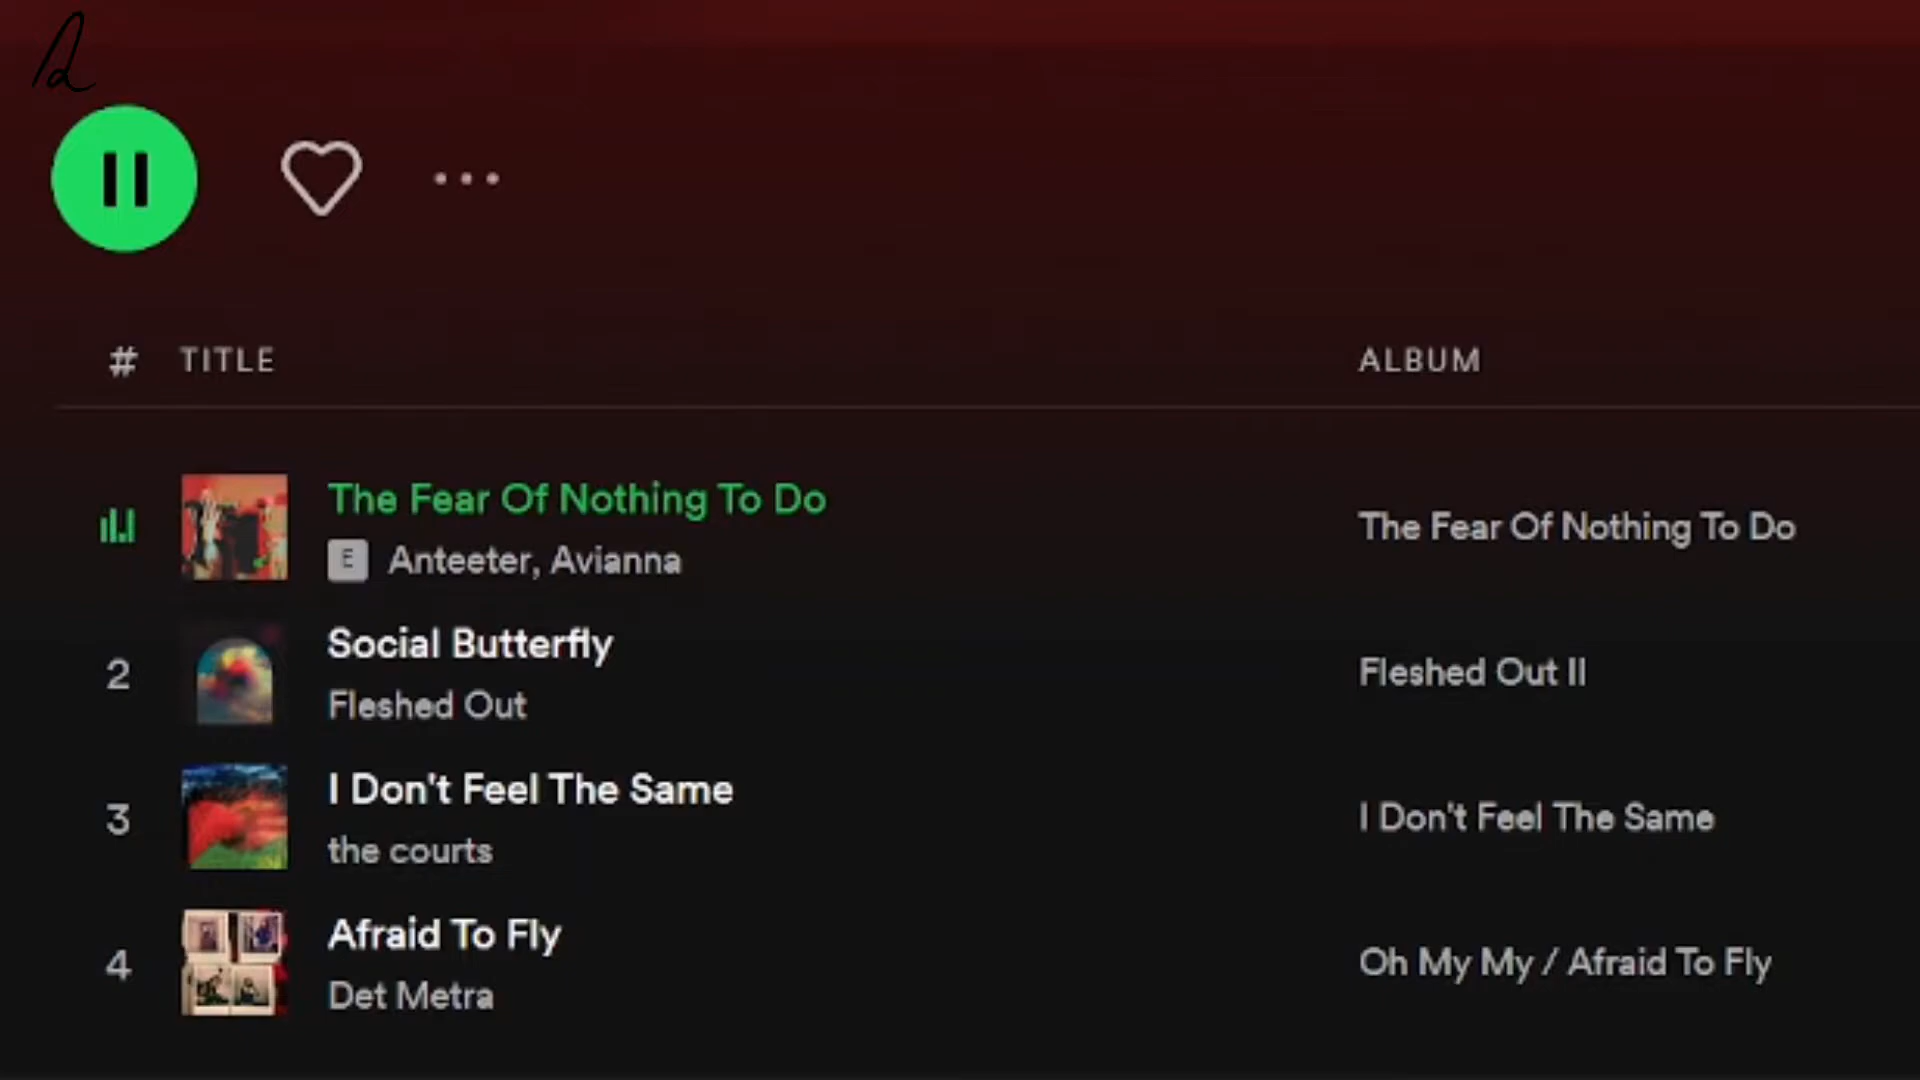 # TITLE ALBUM
The Fear Of Nothing To Do
E Anteeter, Avianna
The Fear Of Nothing To Do
2
Social Butterfly
Fleshed Out
Fleshed Out II
3
I Don't Feel The Same
the courts
I Don't Feel The Same
4
Afraid To Fly
Det Metra
Oh My My / Afraid To Fly